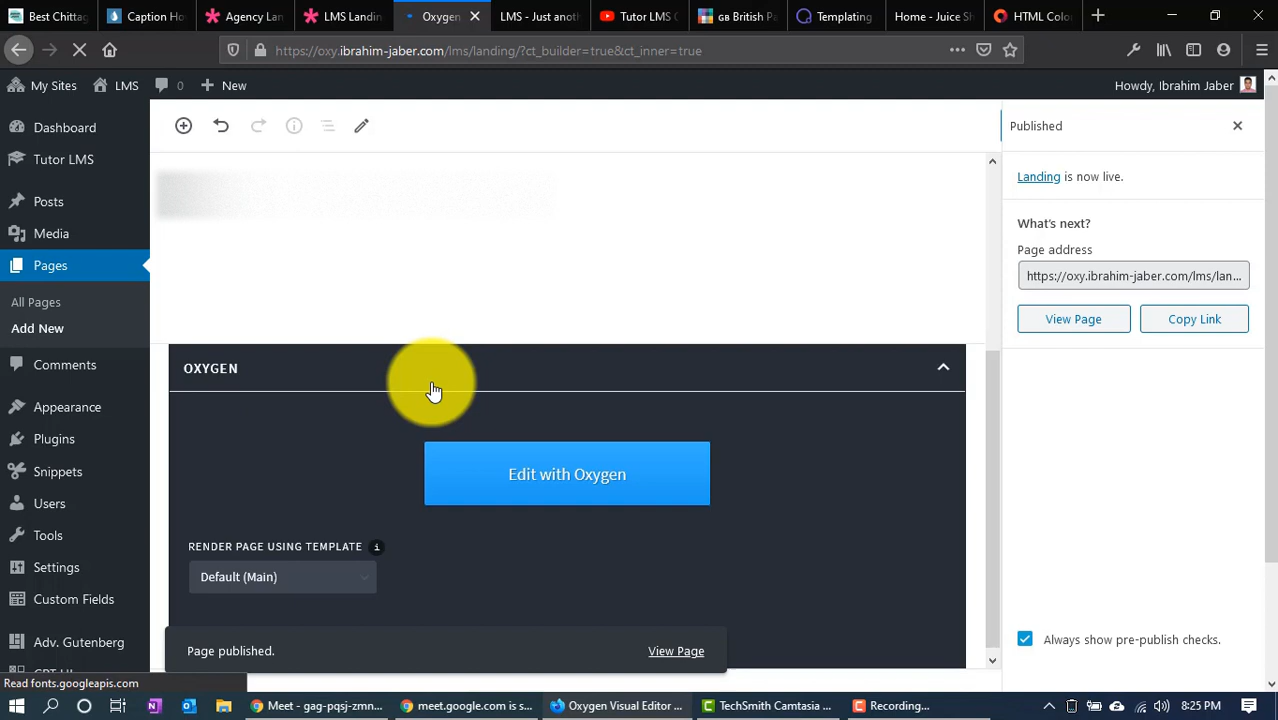 Best Chittag
Caption Ho
Agency Lan
LMS Landin
Oxygen
LMS - Just anoth
Tutor LMS C
GB British Pa
Templating
Home - Juice Sh
HTML Colo
https://oxy.ibrahim-jaber.com/lms/landing/?ct_builder=true&ct_inner=true
My Sites
LMS
0
New
Howdy, Ibrahim Jaber
Dashboard
Tutor LMS
Posts
Media
Pages
All Pages
Add New
Comments
Appearance
Plugins
Snippets
Users
Tools
Settings
Custom Fields
Adv. Gutenberg
Published
Landing is now live.
What's next?
Page address
https://oxy.ibrahim-jaber.com/lms/lan...
View Page
Copy Link
OXYGEN
Edit with Oxygen
RENDER PAGE USING TEMPLATE
Default (Main)
Page published.
View Page
Always show pre-publish checks.
Read fonts.googleapis.com
Meet - gag-pqsj-zmn...
meet.google.com is s...
Oxygen Visual Editor ...
TechSmith Camtasia ...
Recording...
8:25 PM